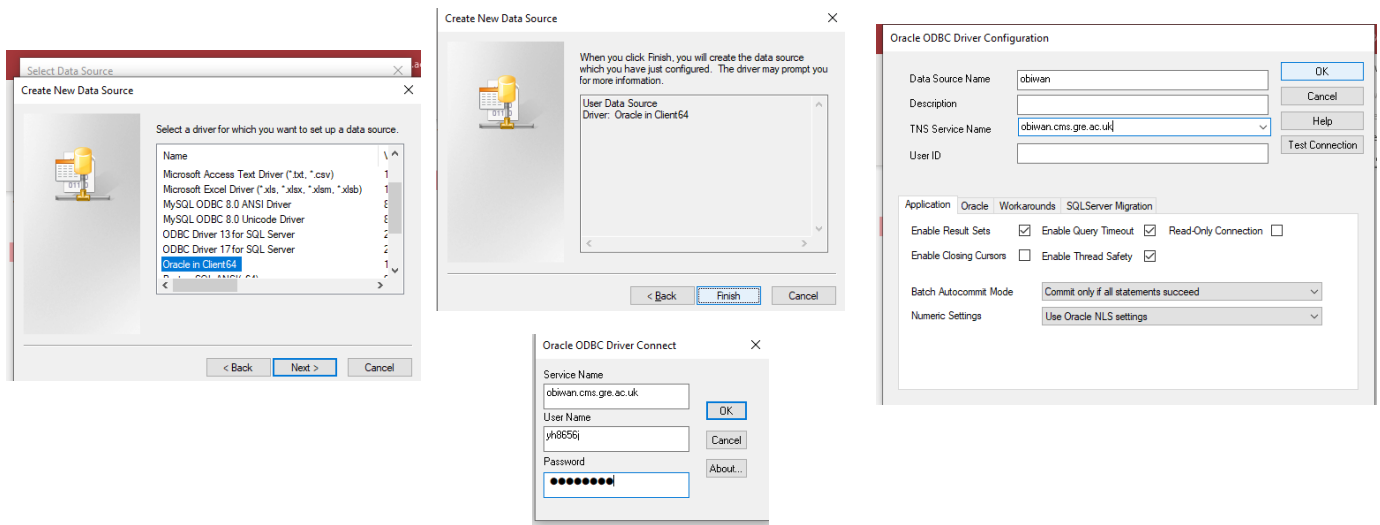 Select Data Source
Create New Data Source
Select a driver for which you want to set up a data source.
Name
Microsoft Access Text Driver (*.txt, *.csv) 1
Microsoft Excel Driver (*.xls, *.xlsx, *.xlsm, *.xlsb) 1
MySQL ODBC 8.0 ANSI Driver 8
MySQL ODBC 8.0 Unicode Driver 8
ODBC Driver 13 for SQL Server 2
ODBC Driver 17 for SQL Server 2
Oracle in Client64 1
< Back
Next >
Cancel
Create New Data Source
When you click Finish, you will create the data source
which you have just configured. The driver may prompt you
for more information.
User Data Source
Driver: Oracle in Client64
< Back
Finish
Cancel
Oracle ODBC Driver Connect
Service Name
obiwan.cms.gre.ac.uk
User Name
yh8656j
Password
●●●●●●●●
OK
Cancel
About...
Oracle ODBC Driver Configuration
Data Source Name obiwan
Description
TNS Service Name obiwan.cms.gre.ac.uk
User ID
OK
Cancel
Help
Test Connection
Application Oracle Workarounds SQLServer Migration
Enable Result Sets Enable Query Timeout Read-Only Connection
Enable Closing Cursors Enable Thread Safety
Batch Autocommit Mode Commit only if all statements succeed
Numeric Settings Use Oracle NLS settings